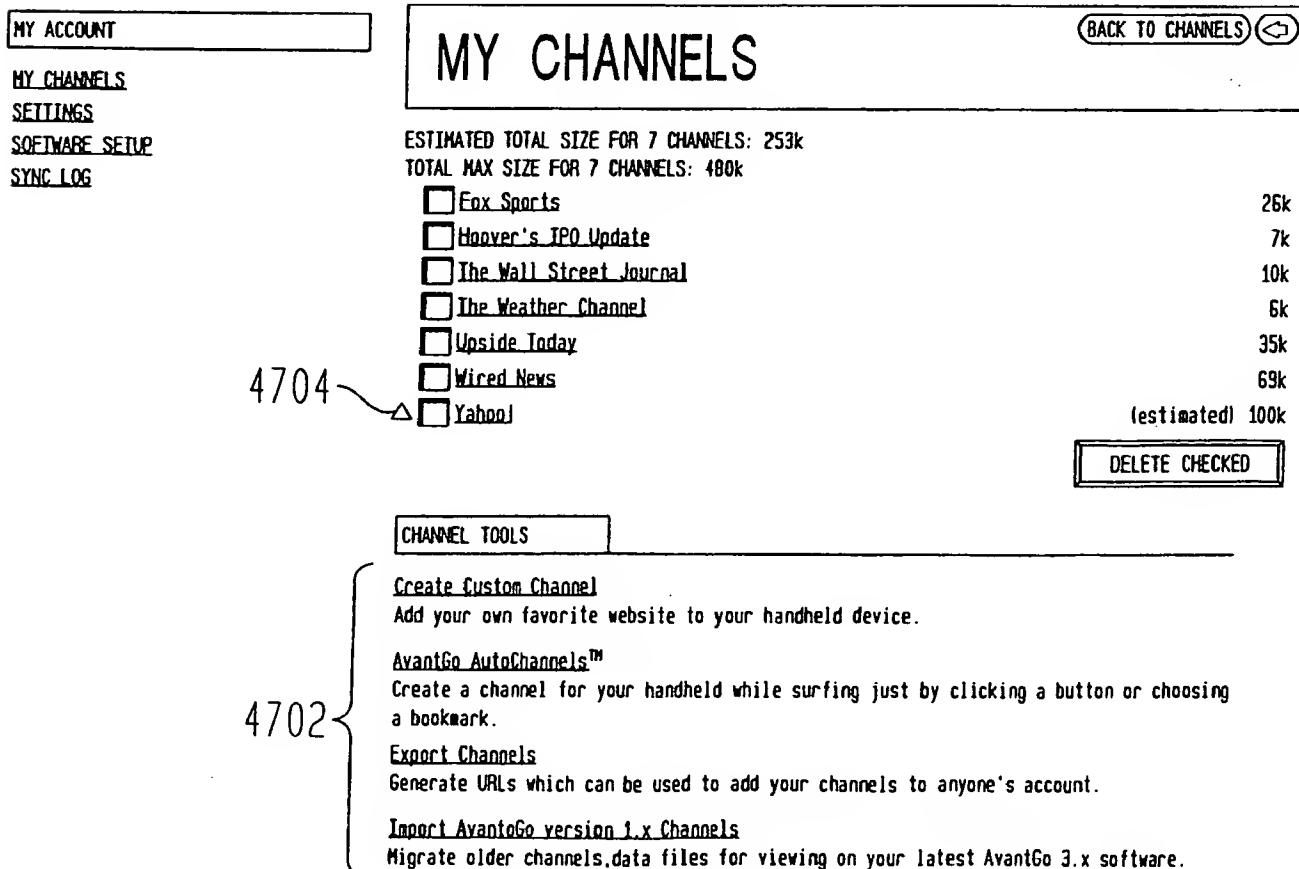 MY ACCOUNT
MY CHANNELS
SETTINGS
SOFTWARE SETUP
SYNC LOG
MY CHANNELS
BACK TO CHANNELS
ESTIMATED TOTAL SIZE FOR 7 CHANNELS: 253k
TOTAL MAX SIZE FOR 7 CHANNELS: 480k
Fox Sports 26k
Hoover's IPO Update 7k
The Wall Street Journal 10k
The Weather Channel 6k
Upside Today 35k
Wired News 69k
4704
Yahoo! (estimated) 100k
DELETE CHECKED
CHANNEL TOOLS
Create Custom Channel
Add your own favorite website to your handheld device.
AvantGo AutoChannels™
Create a channel for your handheld while surfing just by clicking a button or choosing
a bookmark.
4702
Export Channels
Generate URLs which can be used to add your channels to anyone's account.
Import AvantoGo version 1.x Channels
Migrate older channels,data files for viewing on your latest AvantGo 3.x software.